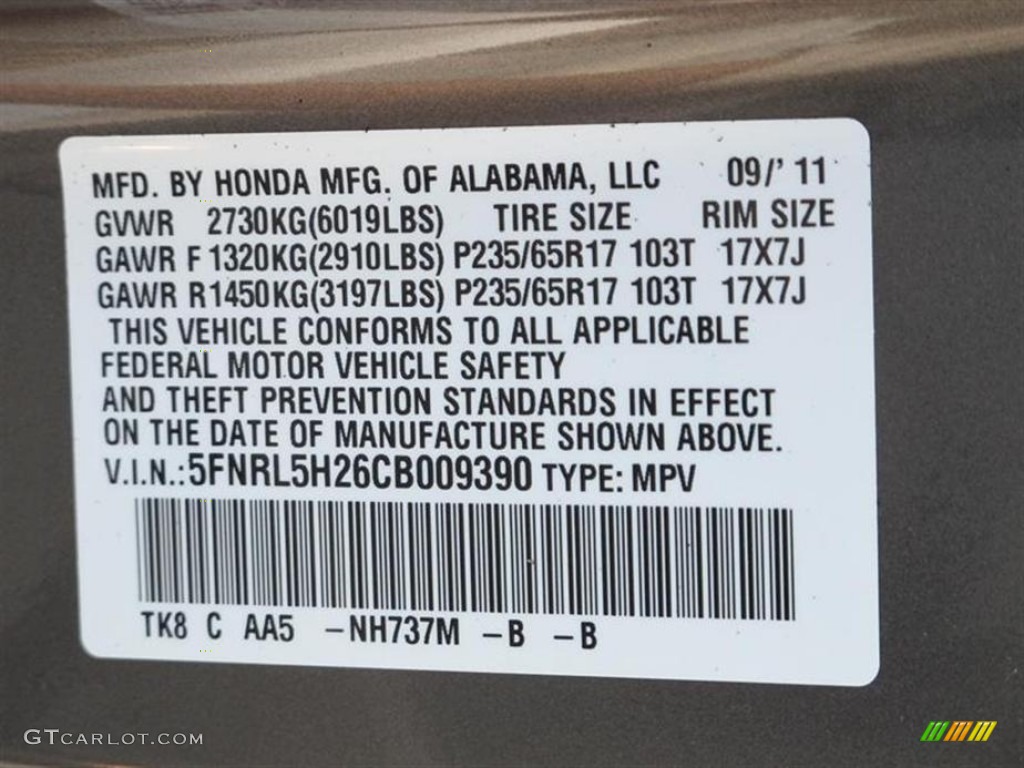 MFD. BY HONDA MFG. OF ALABAMA, LLC 09/' 11
GVWR 2730KG(6019LBS) TIRE SIZE RIM SIZE
GAWR F 1320KG(2910LBS) P235/65R17 103T 17X7J
GAWR R1450KG(3197LBS) P235/65R17 103T 17X7J
THIS VEHICLE CONFORMS TO ALL APPLICABLE
FEDERAL MOTOR VEHICLE SAFETY
AND THEFT PREVENTION STANDARDS IN EFFECT
ON THE DATE OF MANUFACTURE SHOWN ABOVE.
V.I.N.: 5FNRL5H26CB009390 TYPE: MPV
TK8 C AA5 -NH737M -B -B
GTCARLOT.COM